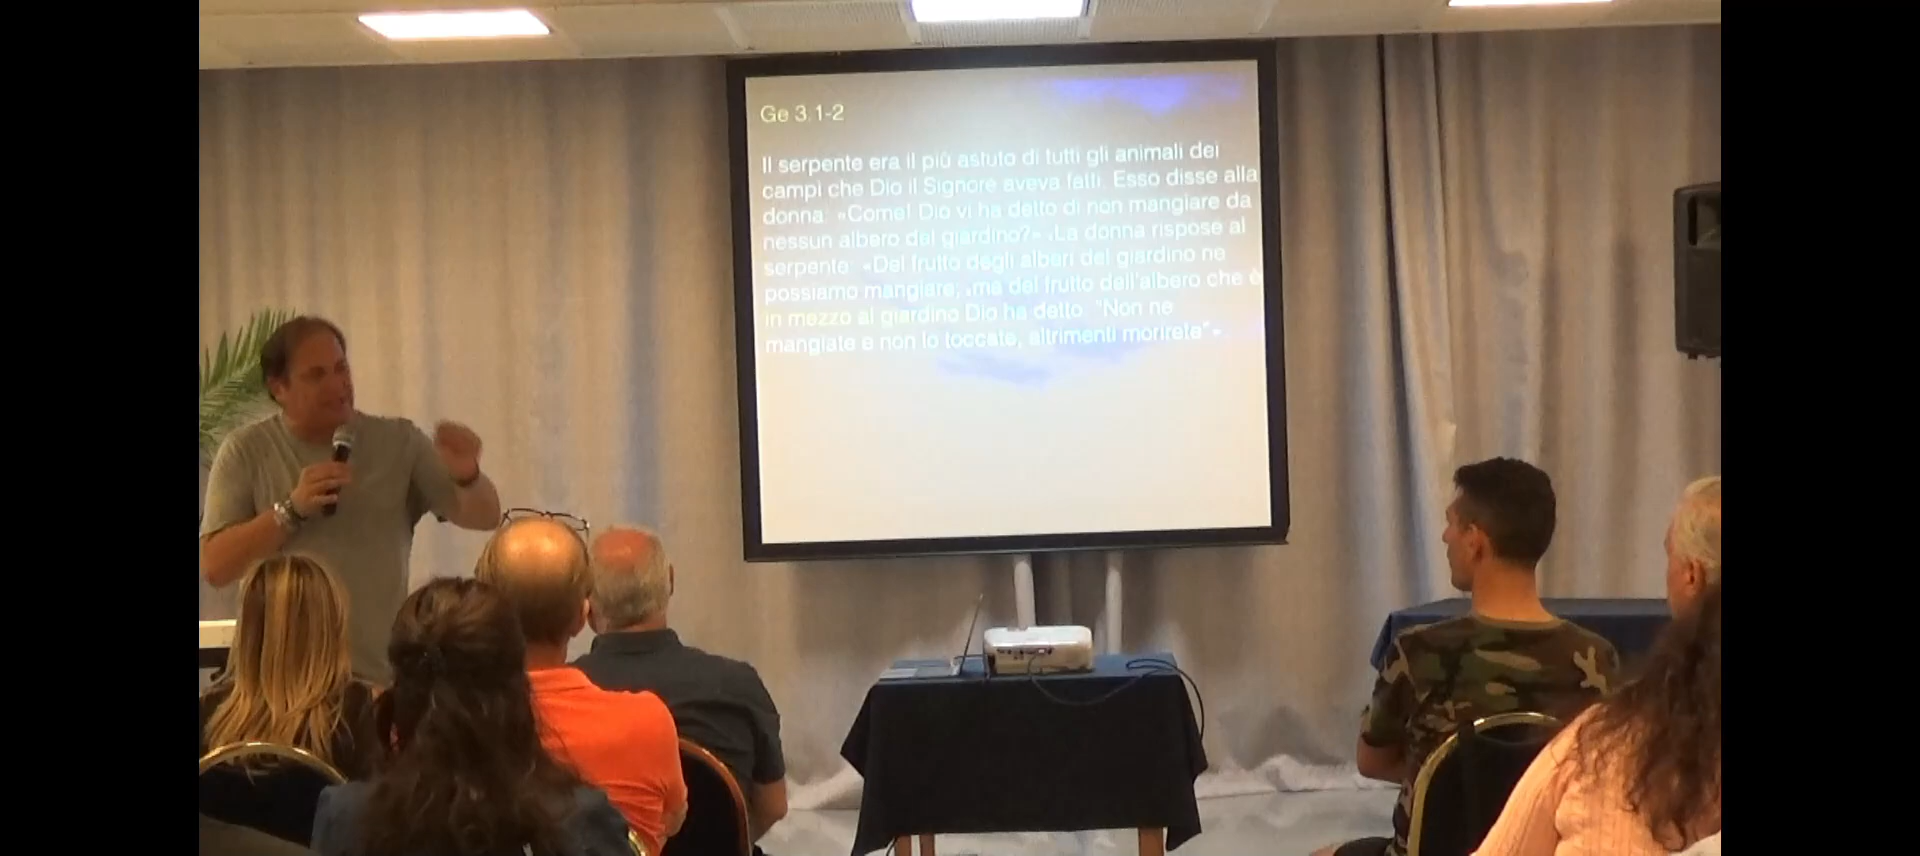 Ge 3.1-2
Il serpente era il più astuto di tutti gli animali dei
campi che Dio il Signore aveva fatti. Esso disse alla
donna: «Come! Dio vi ha detto di non mangiare da
nessun albero del giardino?» .La donna rispose al
serpente: «Del frutto degli alberi del giardino ne
possiamo mangiare; .ma del frutto dell'albero che è
in mezzo al giardino Dio ha detto: "Non ne
mangiate e non lo toccate, altrimenti morirete"».